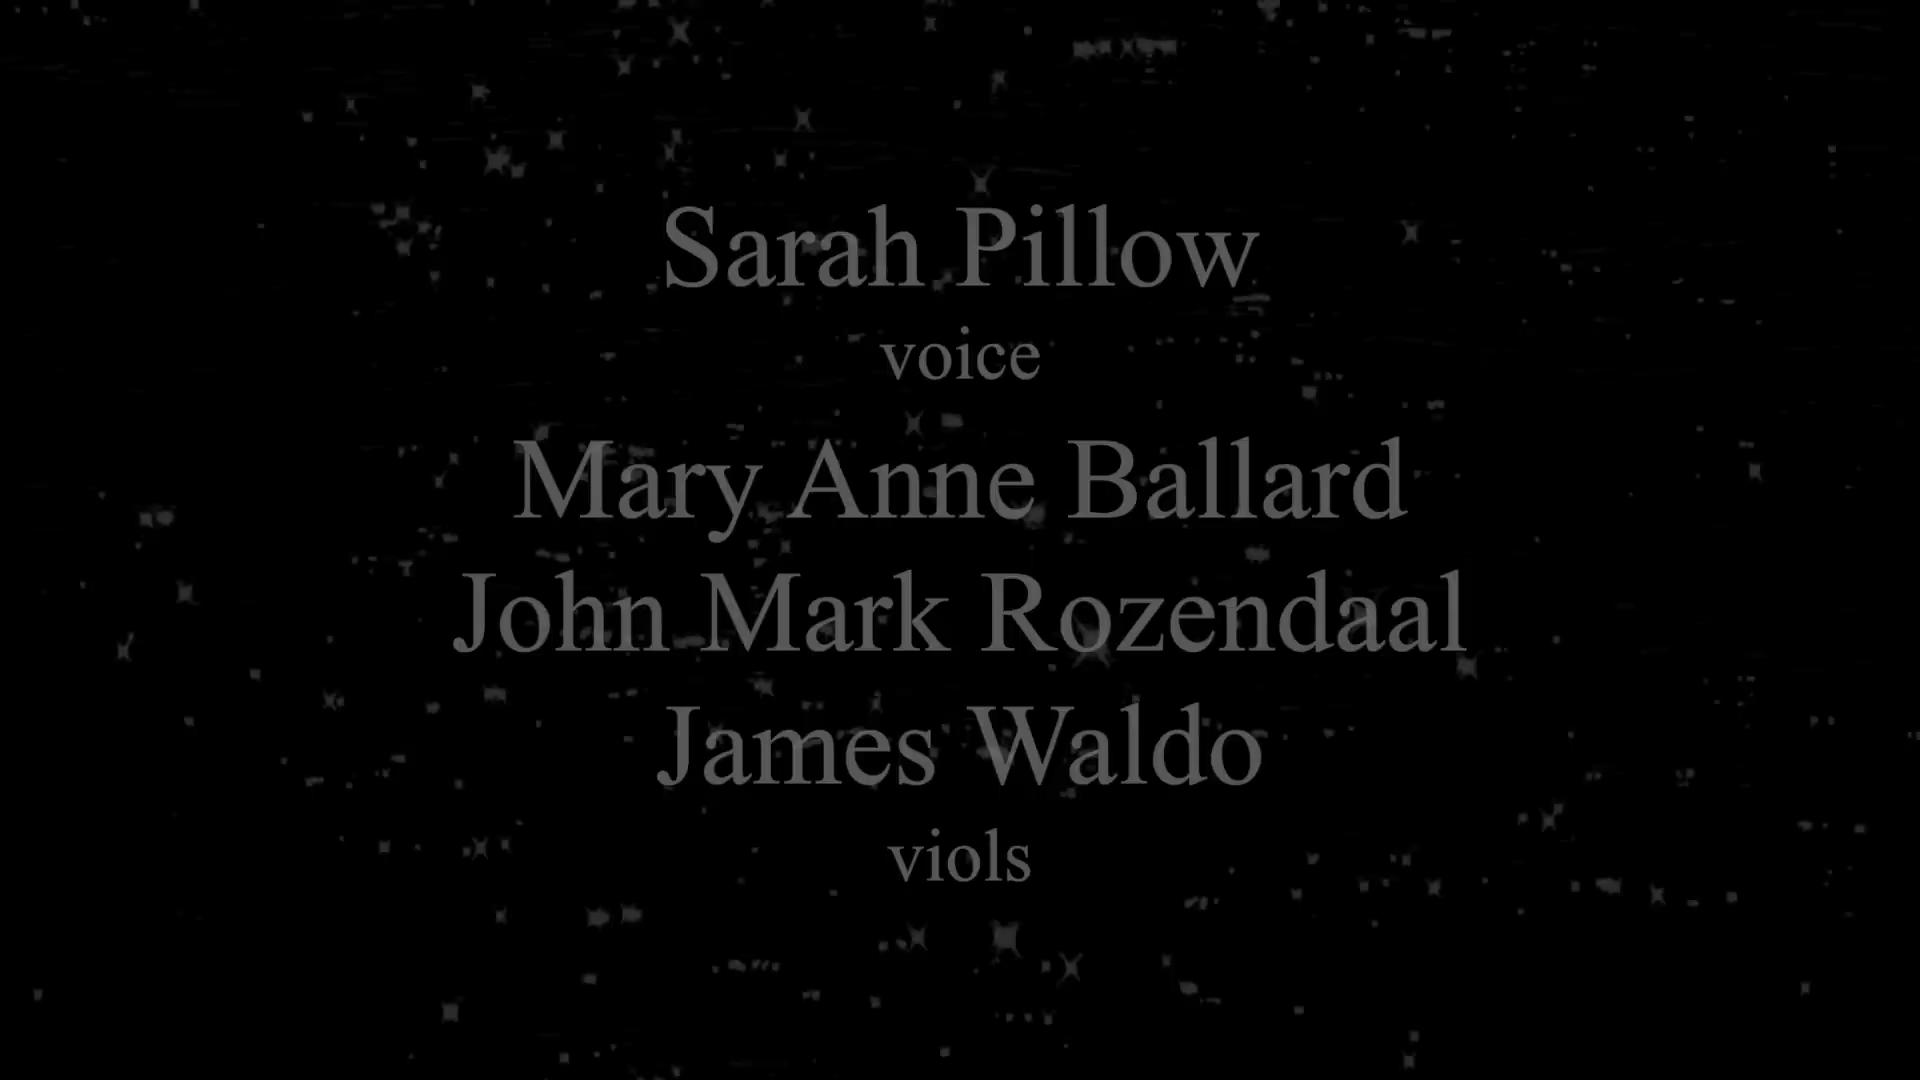 Sarah Pillow
voice
Mary Anne Ballard
John Mark Rozendaal
James Waldo
viols